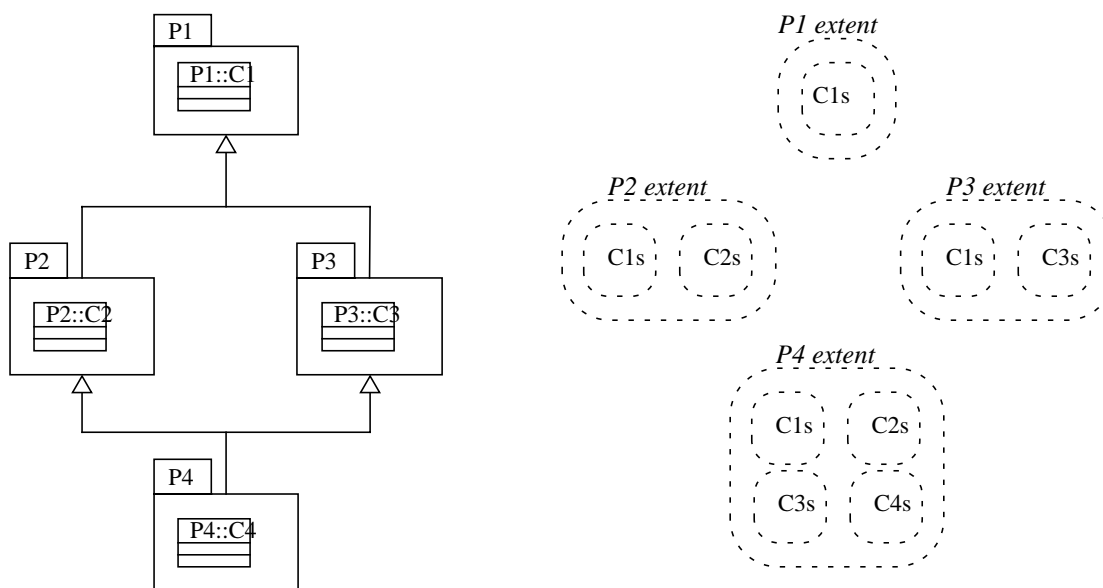 P1
P1::C1
P1 extent
C1s
P2
P2::C2
P3
P3::C3
P2 extent
C1s
C2s
P3 extent
C1s
C3s
P4
P4::C4
P4 extent
C1s
C2s
C3s
C4s